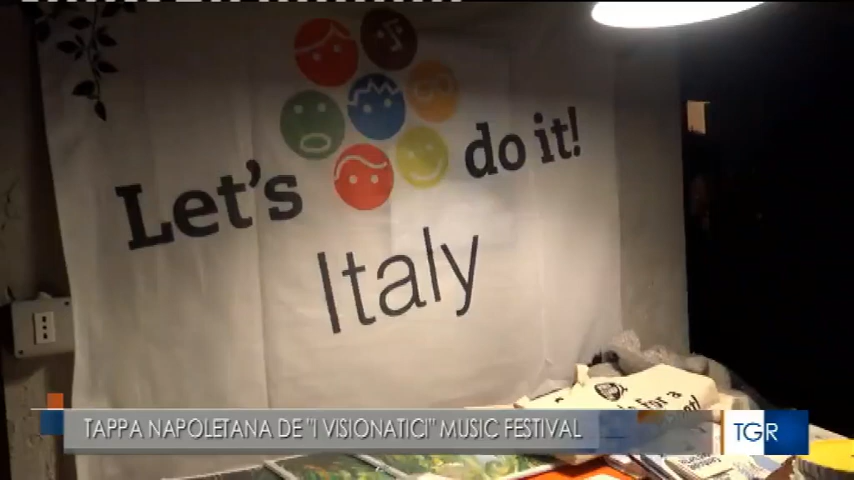 Let's do it!
Italy
TAPPA NAPOLETANA DE "I VISIONATICI" MUSIC FESTIVAL
TGR